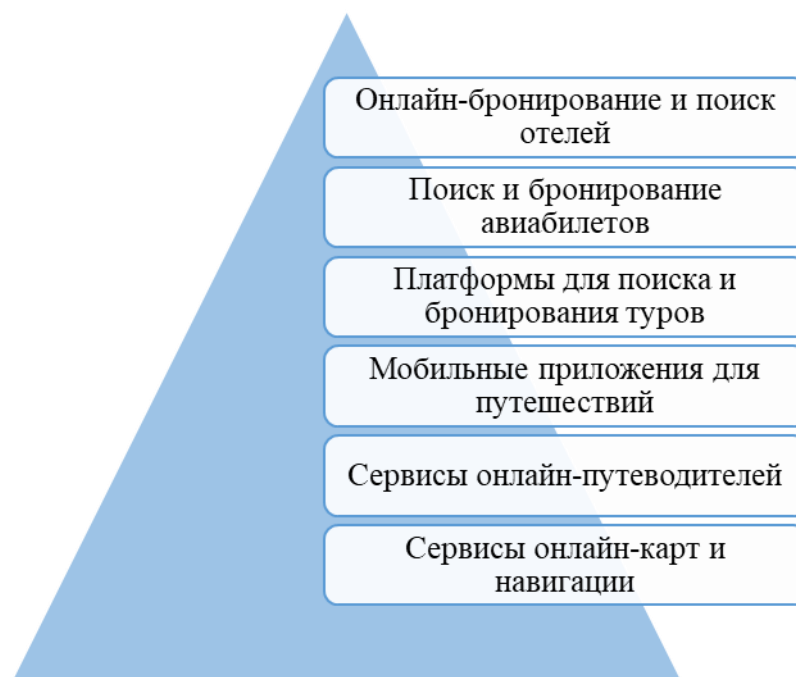 Онлайн-бронирование и поиск
отелей
Поиск и бронирование
авиабилетов
Платформы для поиска и
бронирования туров
Мобильные приложения для
путешествий
Сервисы онлайн-путеводителей
Сервисы онлайн-карт и
навигации